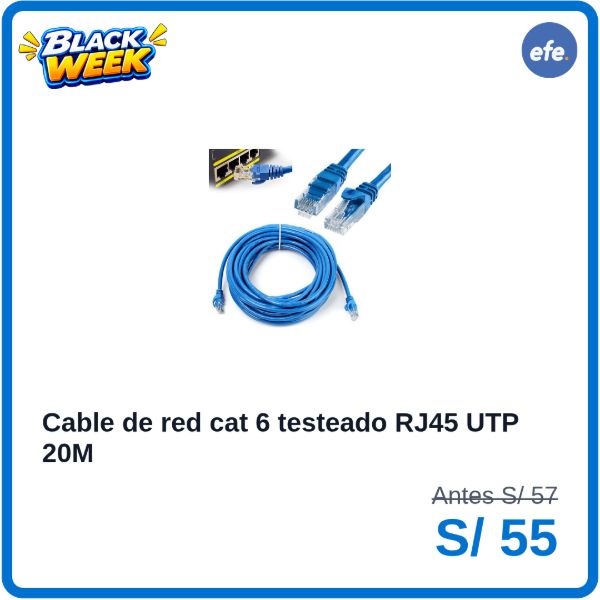 BLACK
WEEK
efe.
Cable de red cat 6 testeado RJ45 UTP
20M
Antes S/ 57
S/ 55